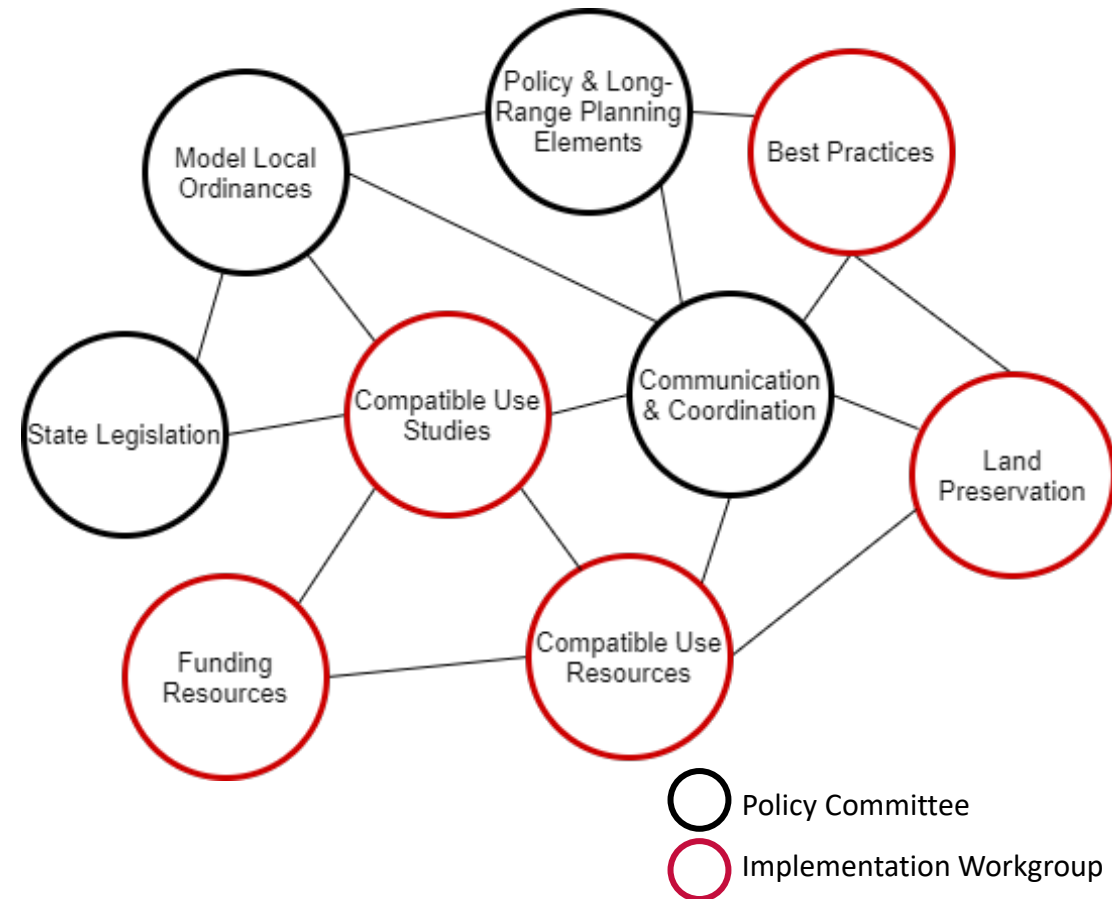 Policy & Long-
Range Planning
Elements
Best Practices
Model Local
Ordinances
Communication
& Coordination
Compatible Use
Studies
State Legislation
Land
Preservation
Compatible Use
Resources
Funding
Resources
Policy Committee
Implementation Workgroup